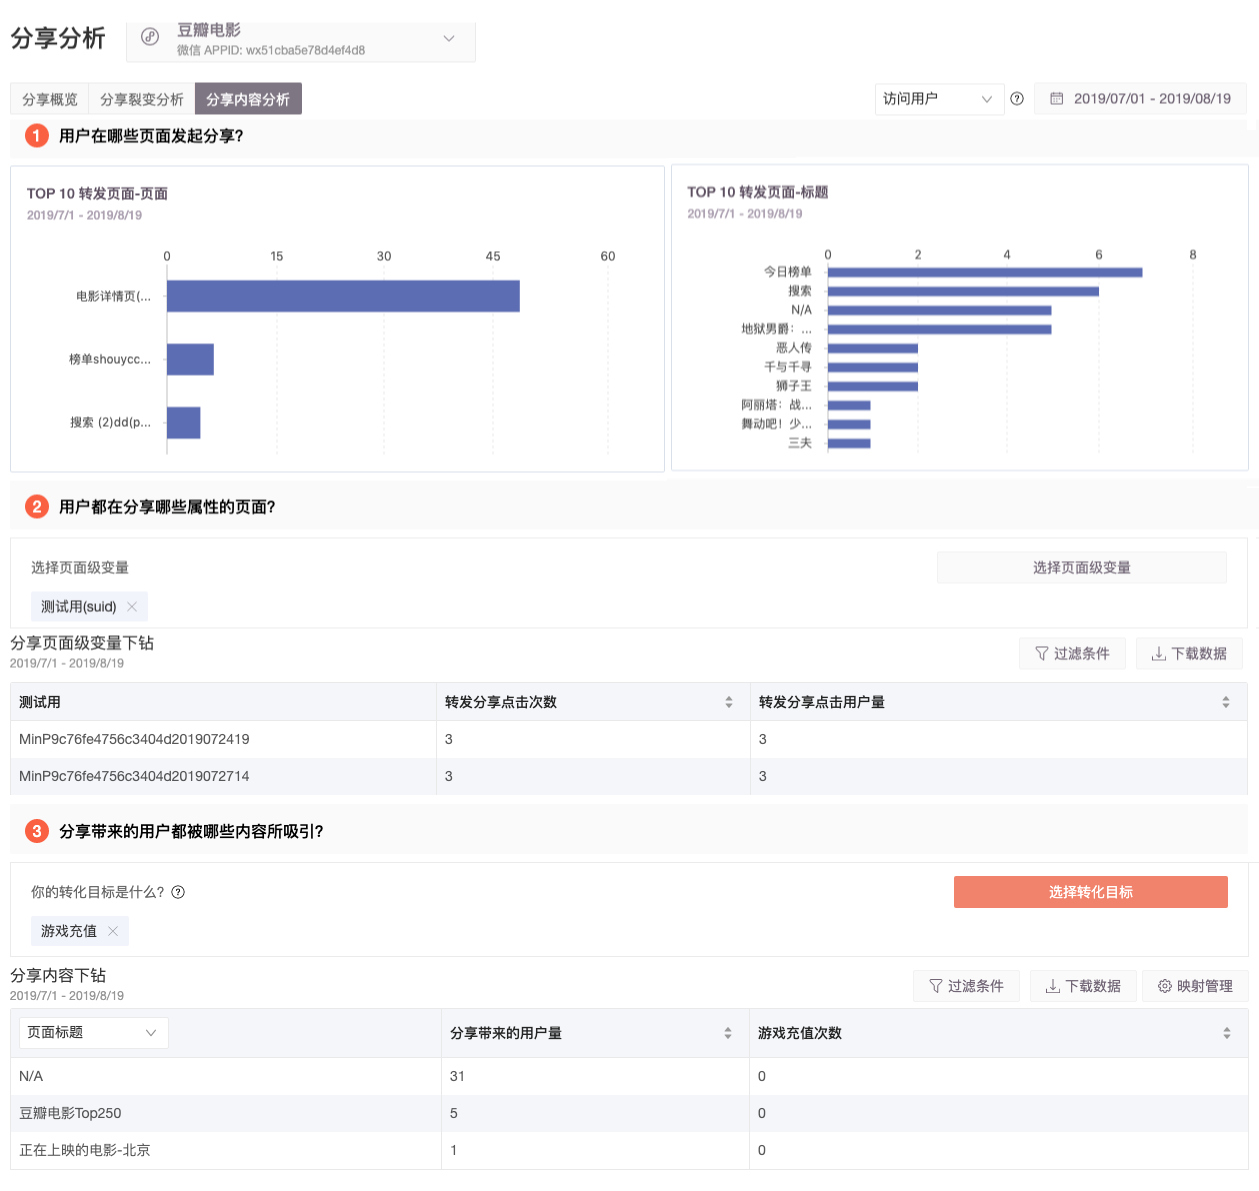 分享分析
豆瓣电影
微信 APPID: wx51cba5e78d4ef4d8
分享概览 分享裂变分析 分享内容分析
访问用户
2019/07/01 - 2019/08/19
1 用户在哪些页面发起分享?
TOP 10 转发页面-页面
2019/7/1 - 2019/8/19
0 15 30 45 60
电影详情页(...
榜单shouycc...
搜索 (2)dd(p...
TOP 10 转发页面-标题
2019/7/1 - 2019/8/19
0 2 4 6 8
今日榜单
搜索
N/A
地狱男爵：...
恶人传
千与千寻
狮子王
阿丽塔：战...
舞动吧！少...
三夫
2 用户都在分享哪些属性的页面?
选择页面级变量
选择页面级变量
测试用(suid)
分享页面级变量下钻
2019/7/1 - 2019/8/19
过滤条件 下载数据
测试用 转发分享点击次数 转发分享点击用户量
MinP9c76fe4756c3404d2019072419 3 3
MinP9c76fe4756c3404d2019072714 3 3
3 分享带来的用户都被哪些内容所吸引?
你的转化目标是什么?
选择转化目标
游戏充值
分享内容下钻
2019/7/1 - 2019/8/19
过滤条件 下载数据 映射管理
页面标题 分享带来的用户量 游戏充值次数
N/A 31 0
豆瓣电影Top250 5 0
正在上映的电影-北京 1 0